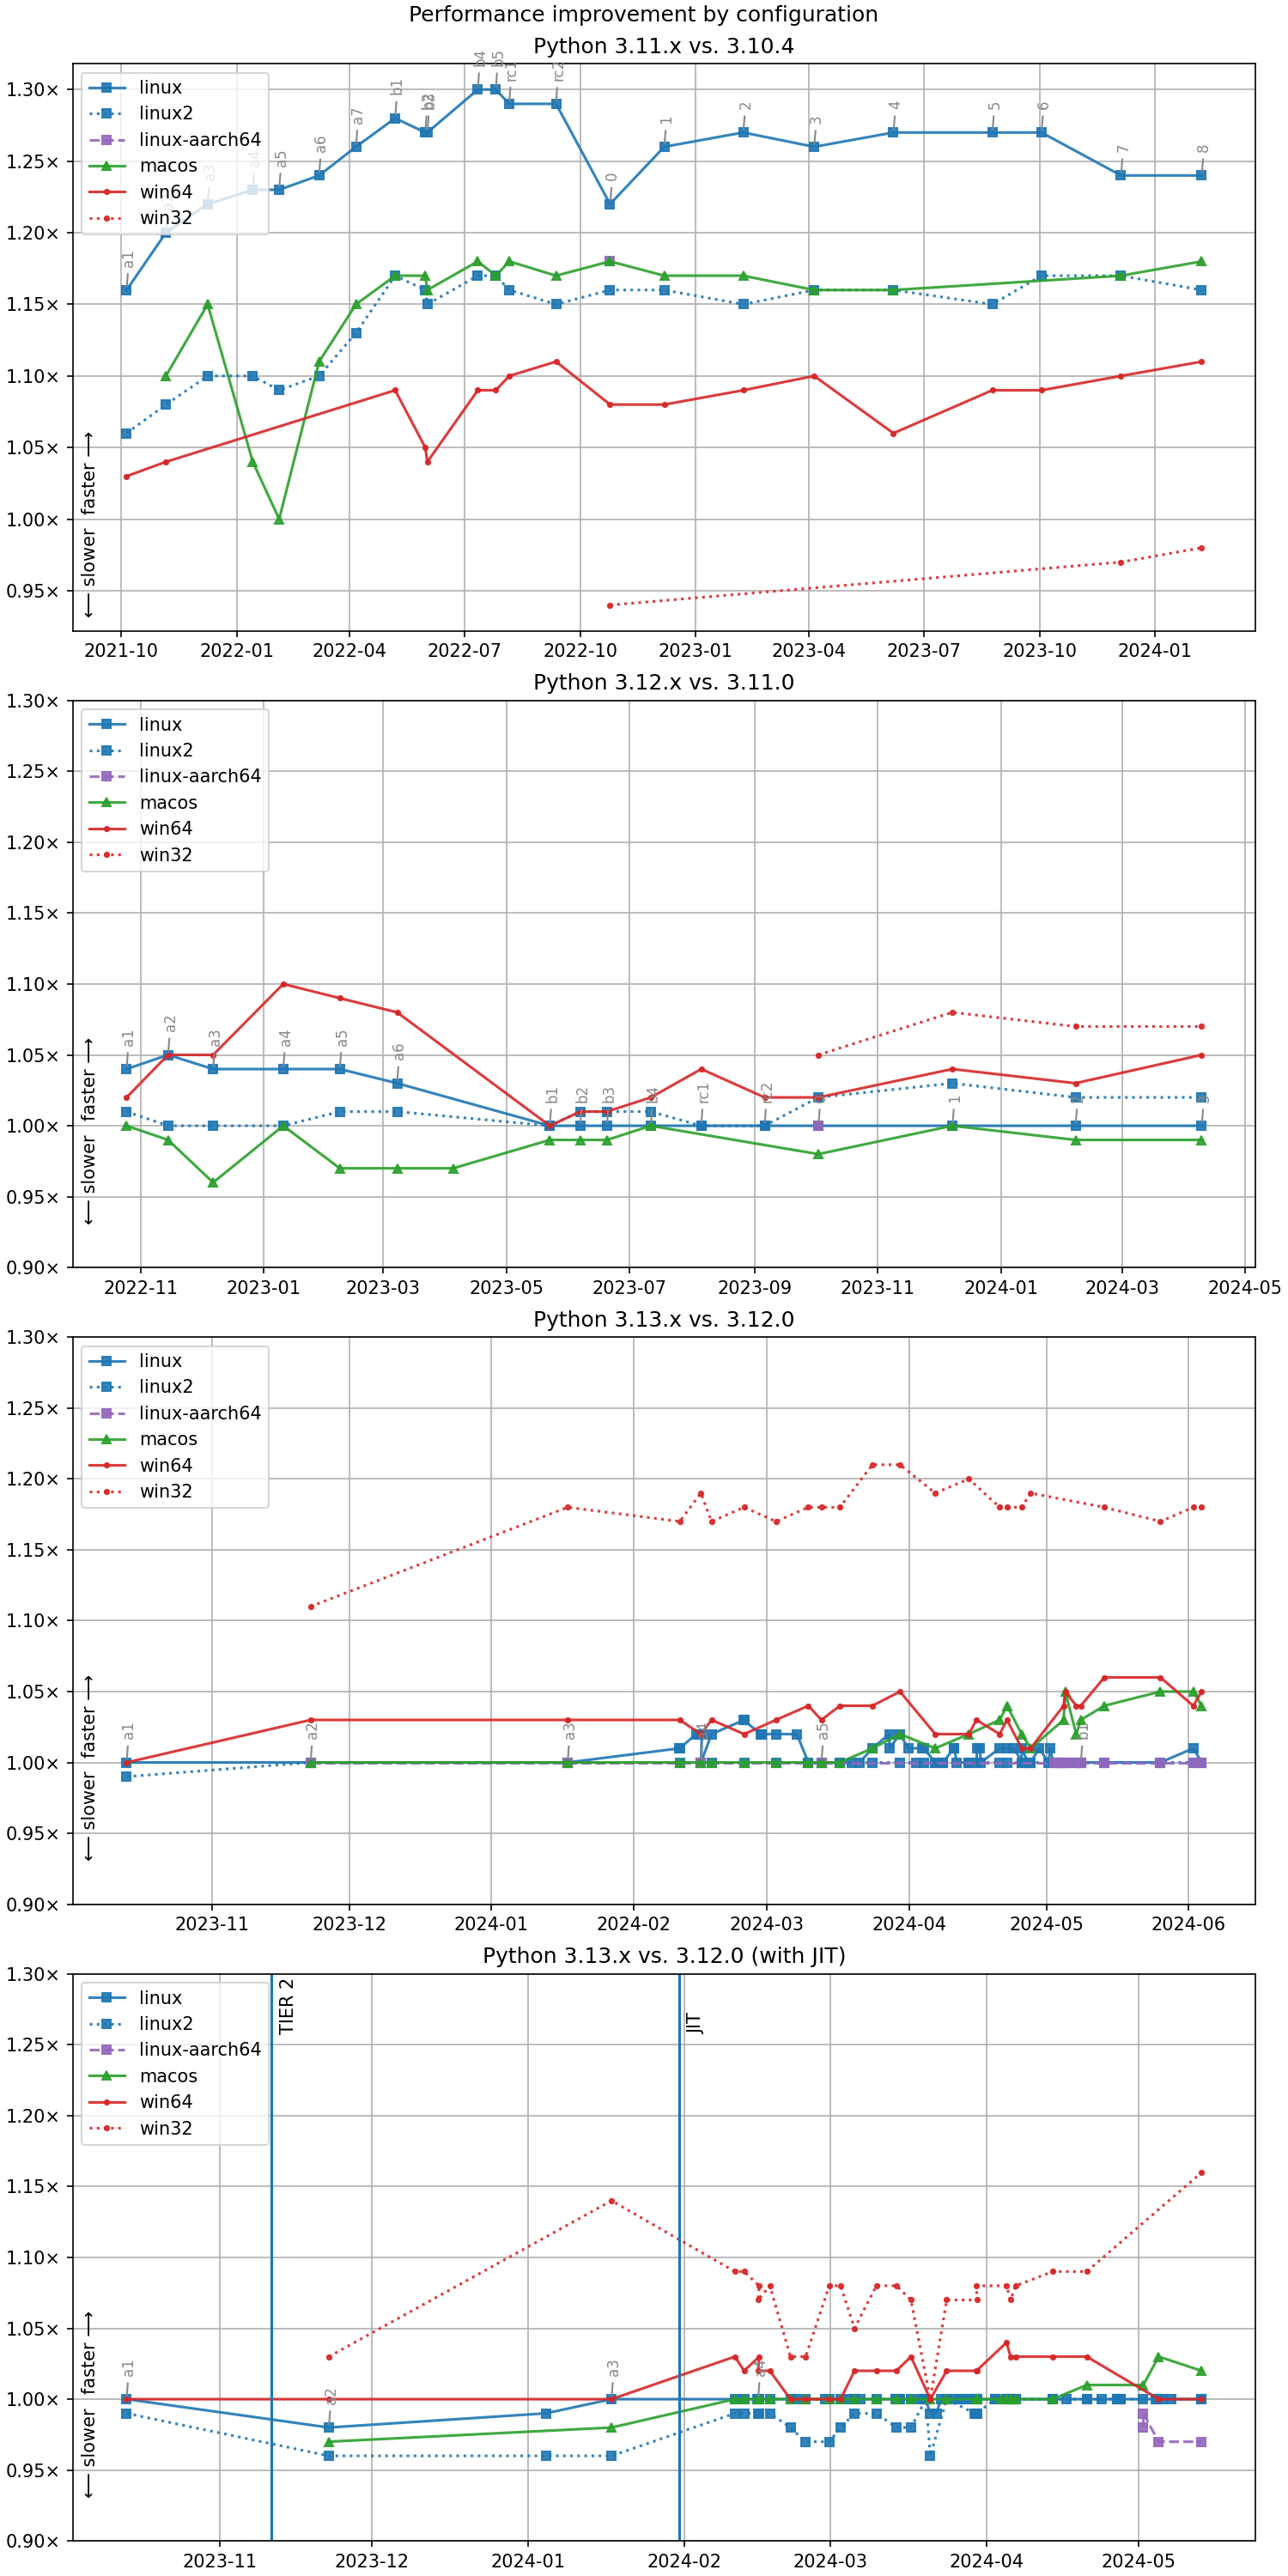 Performance improvement by configuration
Python 3.11.x vs. 3.10.4
linux
linux2
linux-aarch64
macos
win64
win32
1.30×
1.25×
1.20×
1.15×
1.10×
1.05×
1.00×
0.95×
a1
a3
a4
a5
a6
a7
b1
b4
b5
rc1
rc2
0
1
2
3
4
5
6
7
8
⟵ slower faster ⟶
2021-10
2022-01
2022-04
2022-07
2022-10
2023-01
2023-04
2023-07
2023-10
2024-01
Python 3.12.x vs. 3.11.0
linux
linux2
linux-aarch64
macos
win64
win32
1.30×
1.25×
1.20×
1.15×
1.10×
1.05×
1.00×
0.95×
0.90×
a1
a2
a3
a4
a5
a6
b1
b2
b3
b4
rc1
rc2
1
⟵ slower faster ⟶
2022-11
2023-01
2023-03
2023-05
2023-07
2023-09
2023-11
2024-01
2024-03
2024-05
Python 3.13.x vs. 3.12.0
linux
linux2
linux-aarch64
macos
win64
win32
1.30×
1.25×
1.20×
1.15×
1.10×
1.05×
1.00×
0.95×
0.90×
a1
a2
a3
a5
b1
⟵ slower faster ⟶
2023-11
2023-12
2024-01
2024-02
2024-03
2024-04
2024-05
2024-06
Python 3.13.x vs. 3.12.0 (with JIT)
TIER 2
JIT
linux
linux2
linux-aarch64
macos
win64
win32
1.30×
1.25×
1.20×
1.15×
1.10×
1.05×
1.00×
0.95×
0.90×
a1
a2
a3
a4
⟵ slower faster ⟶
2023-11
2023-12
2024-01
2024-02
2024-03
2024-04
2024-05